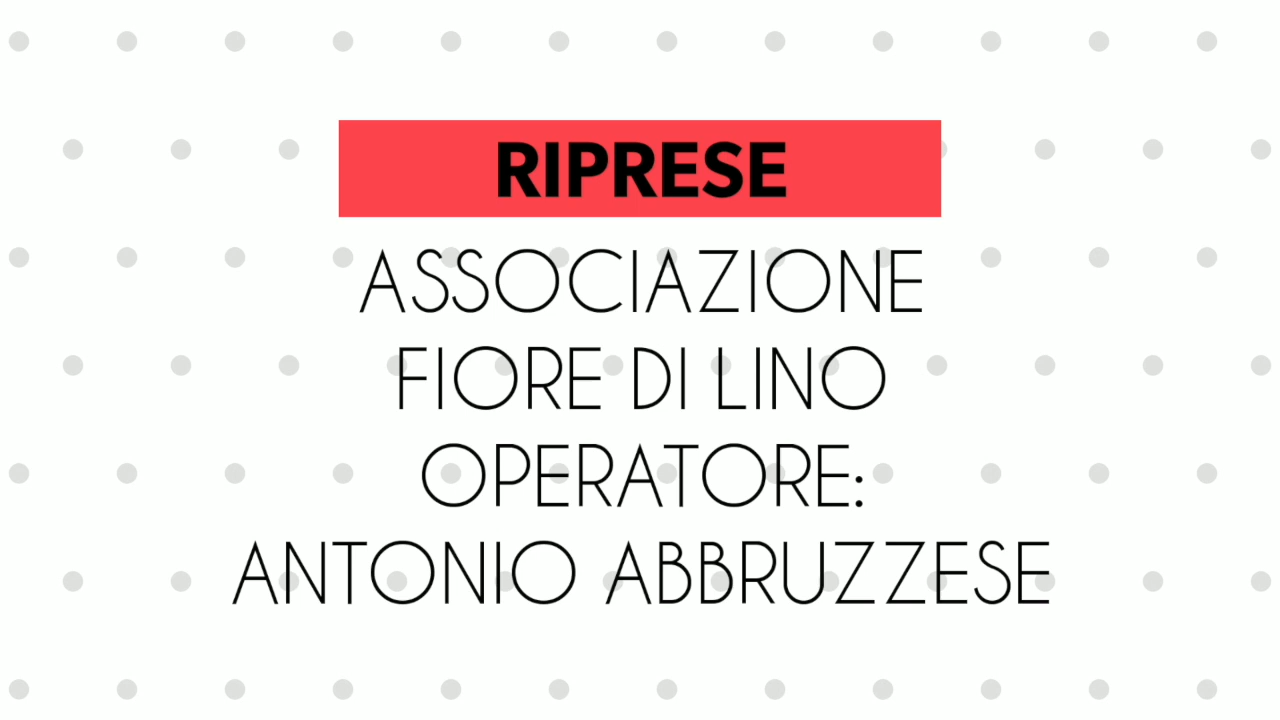 RIPRESE
ASSOCIAZIONE
FIORE DI LINO
OPERATORE:
ANTONIO ABBRUZZESE